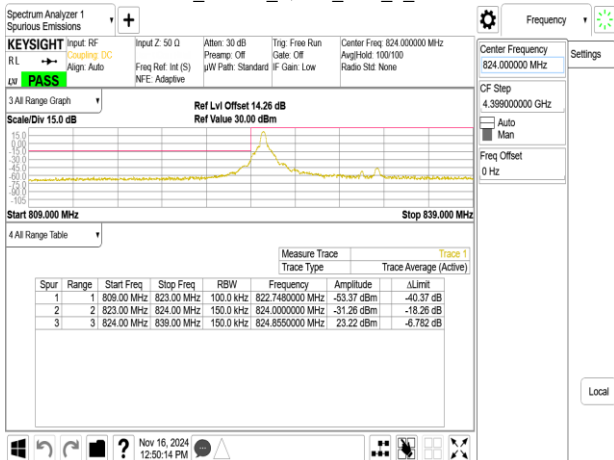 Spectrum Analyzer 1
Spurious Emissions
+
Frequency
Settings
KEYSIGHT
RL
LXI
PASS
Input: RF
Coupling: DC
Align: Auto
Input Z: 50 Ω
Freq Ref: Int (S)
NFE: Adaptive
Atten: 30 dB
Preamp: Off
µW Path: Standard
Trig: Free Run
Gate: Off
IF Gain: Low
Center Freq: 824.000000 MHz
Avg|Hold: 100/100
Radio Std: None
Center Frequency
824.000000 MHz
CF Step
4.399000000 GHz
Auto
Man
Freq Offset
0 Hz
Local
3 All Range Graph
Scale/Div 15.0 dB
Ref Lvl Offset 14.26 dB
Ref Value 30.00 dBm
15.0
0.00
-15.0
-30.0
-45.0
-60.0
-75.0
-90.0
-105
Start 809.000 MHz
Stop 839.000 MHz
4 All Range Table
Measure Trace Trace 1
Trace Type Trace Average (Active)
Spur Range Start Freq Stop Freq RBW Frequency Amplitude ΔLimit
1 1 809.00 MHz 823.00 MHz 100.0 kHz 822.7480000 MHz -53.37 dBm -40.37 dB
2 2 823.00 MHz 824.00 MHz 150.0 kHz 824.0000000 MHz -31.26 dBm -18.26 dB
3 3 824.00 MHz 839.00 MHz 150.0 kHz 824.8550000 MHz 23.22 dBm -6.782 dB
?
Nov 16, 2024
12:50:14 PM